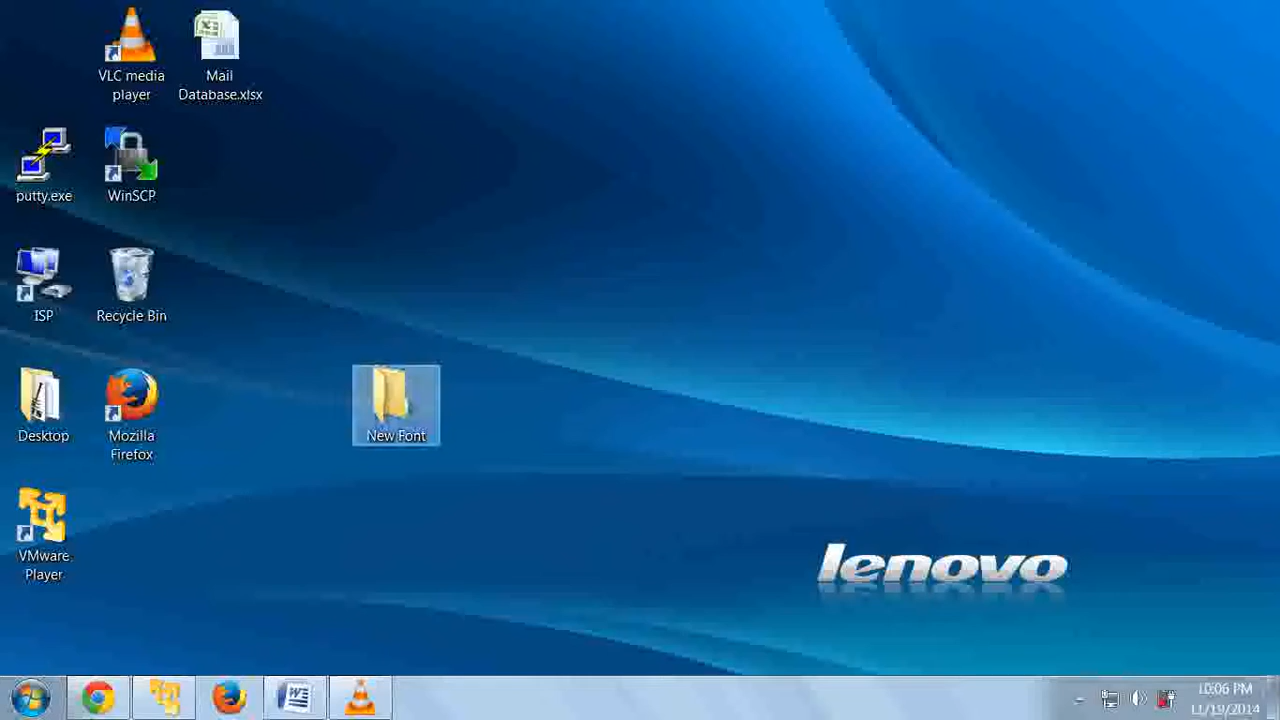 VLC media
player
Mail
Database.xlsx
putty.exe
WinSCP
ISP
Recycle Bin
Desktop
Mozilla
Firefox
New Font
VMware
Player
lenovo
10:06 PM
11/19/2014